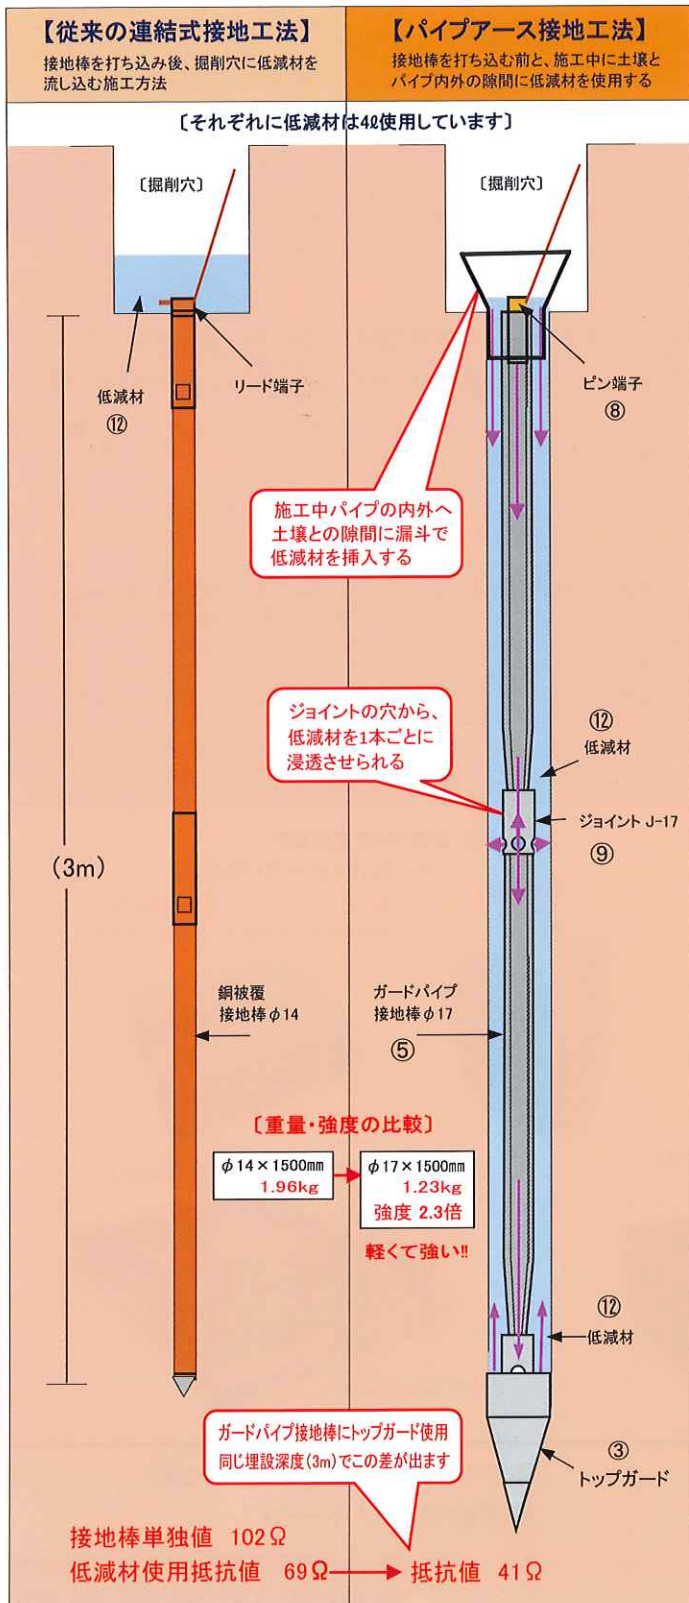 【従来の連結式接地工法】
接地棒を打ち込み後、掘削穴に低減材を
流し込む施工方法
【パイプアース接地工法】
接地棒を打ち込む前と、施工中に土壌と
パイプ内外の隙間に低減材を使用する
〔それぞれに低減材は4ℓ使用しています〕
〔掘削穴〕
〔掘削穴〕
低減材
⑫
リード端子
ピン端子
⑧
施工中パイプの内外へ
土壌との隙間に漏斗で
低減材を挿入する
ジョイントの穴から、
低減材を1本ごとに
浸透させられる
⑫
低減材
ジョイント J-17
⑨
(3m)
銅被覆
接地棒φ14
ガードパイプ
接地棒φ17
⑤
〔重量・強度の比較〕
φ14×1500mm
1.96kg
φ17×1500mm
1.23kg
強度 2.3倍
軽くて強い!!
⑫
低減材
ガードパイプ接地棒にトップガード使用
同じ埋設深度(3m)でこの差が出ます
③
トップガード
接地棒単独値 102Ω
低減材使用抵抗値 69Ω
抵抗値 41Ω